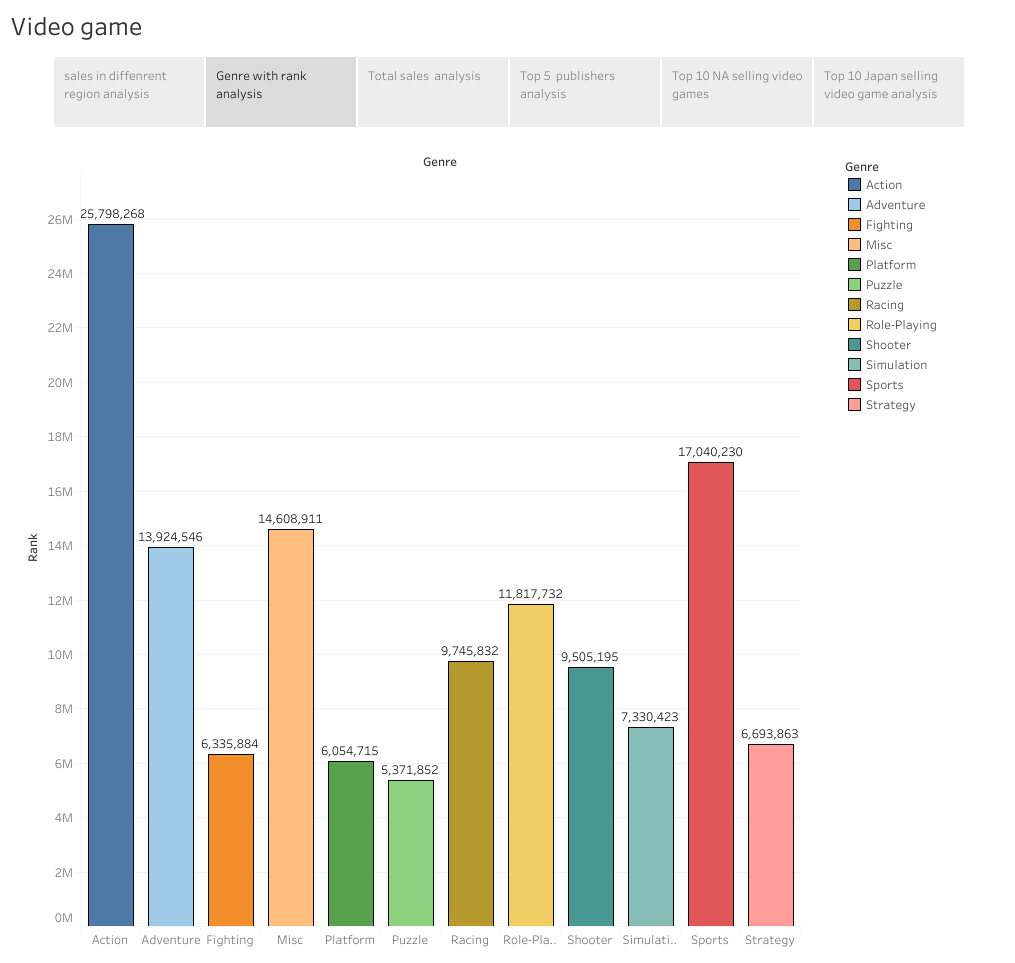 Video game
sales in diffenrent
region analysis
Genre with rank
analysis
Total sales  analysis
Top 5  publishers
analysis
Top 10 NA selling video
games
Top 10 Japan selling
video game analysis
Genre
Rank
26M
24M
22M
20M
18M
16M
14M
12M
10M
8M
6M
4M
2M
0M
25,798,268
13,924,546
6,335,884
14,608,911
6,054,715
5,371,852
9,745,832
11,817,732
9,505,195
7,330,423
17,040,230
6,693,863
Action
Adventure
Fighting
Misc
Platform
Puzzle
Racing
Role-Pla..
Shooter
Simulati..
Sports
Strategy
Genre
Action
Adventure
Fighting
Misc
Platform
Puzzle
Racing
Role-Playing
Shooter
Simulation
Sports
Strategy